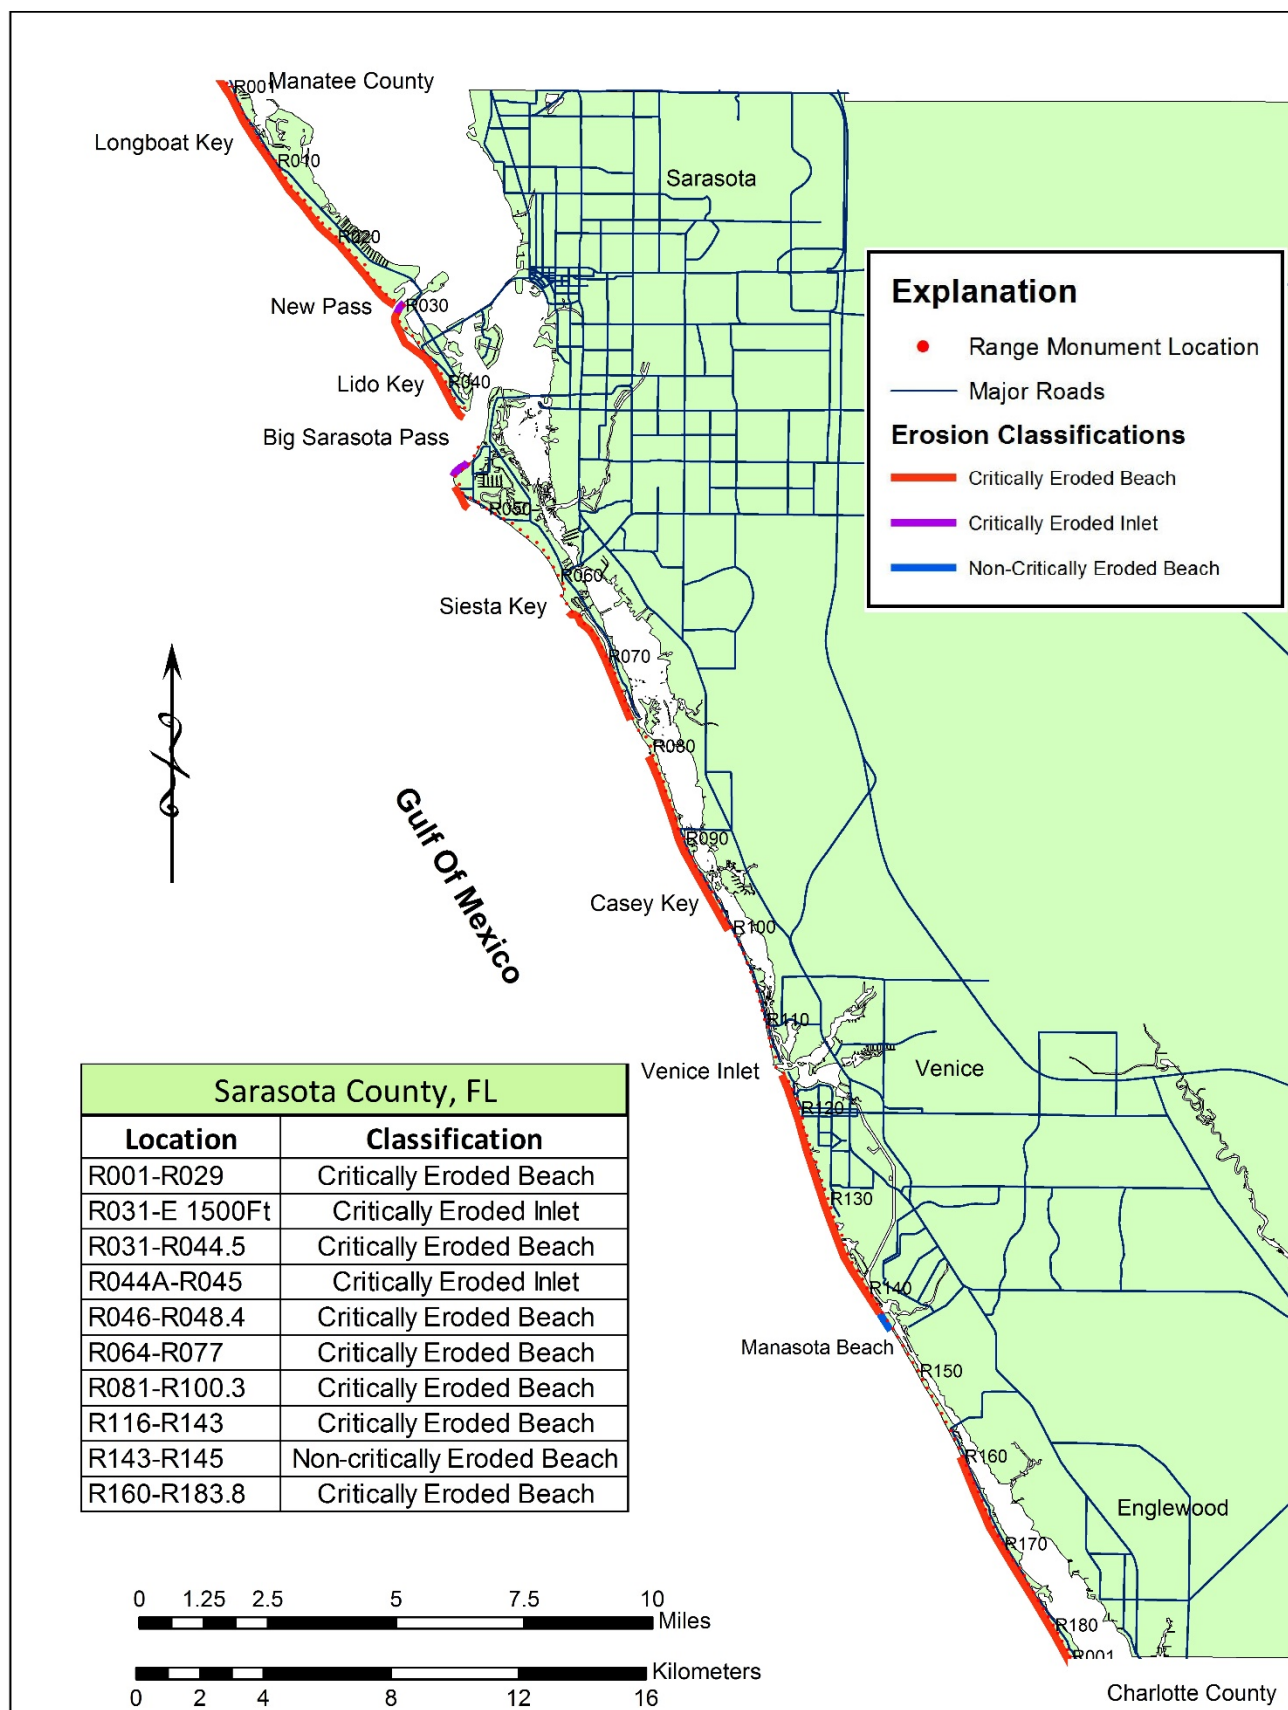 R001 Manatee County
Longboat Key
R010
Sarasota
R020
New Pass
R030
Lido Key
R040
Big Sarasota Pass
R050
R060
Siesta Key
R070
R080
Gulf Of Mexico
R090
Casey Key
R100
R110
Venice Inlet
Venice
R120
R130
R140
Manasota Beach
R150
R160
Englewood
R170
R180
R001
Charlotte County
Explanation
Range Monument Location
Major Roads
Erosion Classifications
Critically Eroded Beach
Critically Eroded Inlet
Non-Critically Eroded Beach
Sarasota County, FL
Location Classification
R001-R029 Critically Eroded Beach
R031-E 1500Ft Critically Eroded Inlet
R031-R044.5 Critically Eroded Beach
R044A-R045 Critically Eroded Inlet
R046-R048.4 Critically Eroded Beach
R064-R077 Critically Eroded Beach
R081-R100.3 Critically Eroded Beach
R116-R143 Critically Eroded Beach
R143-R145 Non-critically Eroded Beach
R160-R183.8 Critically Eroded Beach
0 1.25 2.5 5 7.5 10
Miles
Kilometers
0 2 4 8 12 16